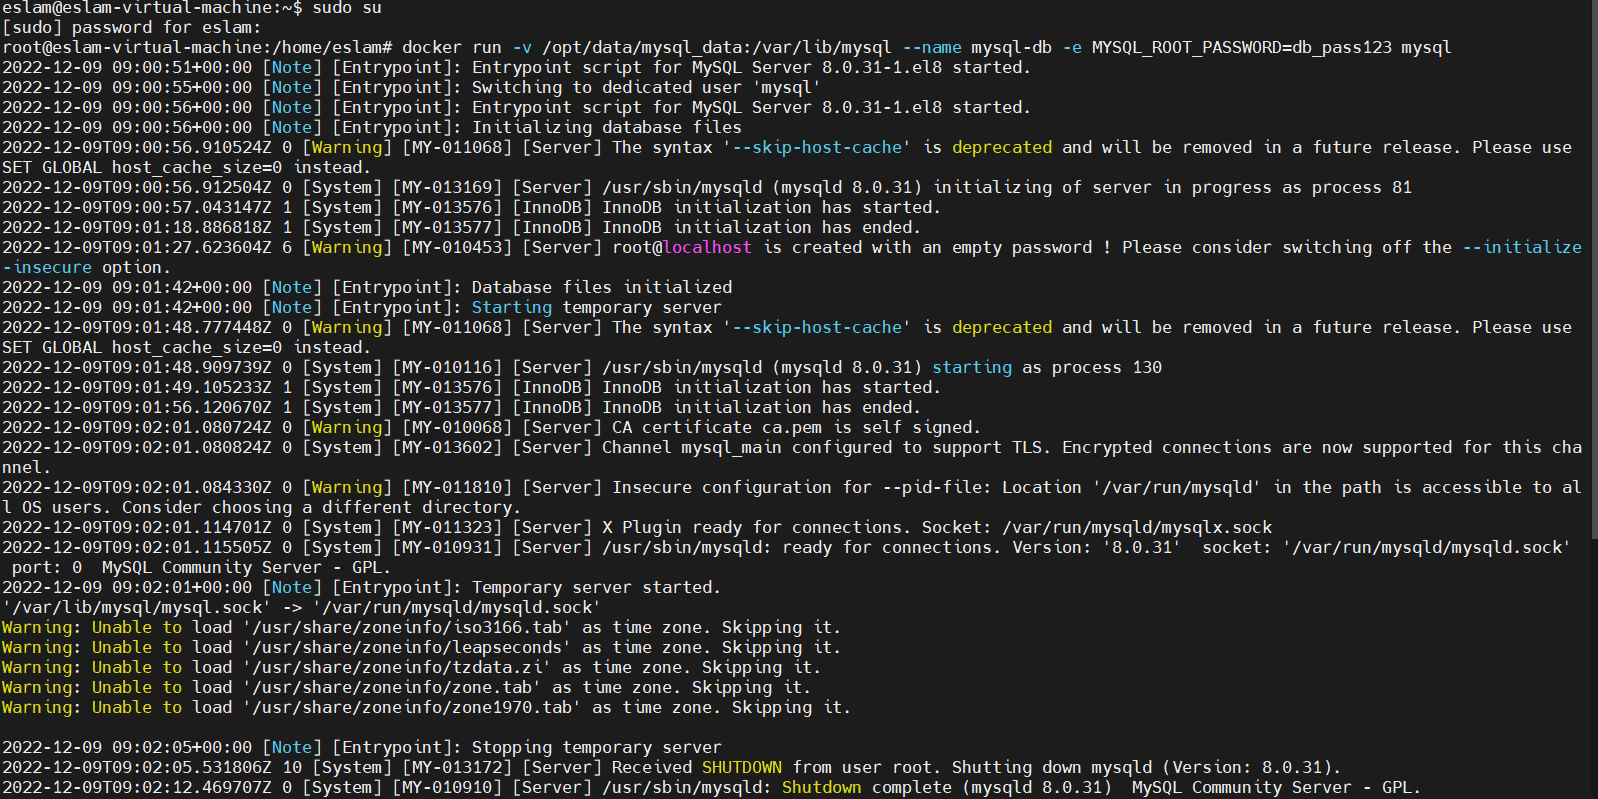 eslam@eslam-virtual-machine:~$ sudo su
[sudo] password for eslam:
root@eslam-virtual-machine:/home/eslam# docker run -v /opt/data/mysql_data:/var/lib/mysql --name mysql-db -e MYSQL_ROOT_PASSWORD=db_pass123 mysql
2022-12-09 09:00:51+00:00 [Note] [Entrypoint]: Entrypoint script for MySQL Server 8.0.31-1.el8 started.
2022-12-09 09:00:55+00:00 [Note] [Entrypoint]: Switching to dedicated user 'mysql'
2022-12-09 09:00:56+00:00 [Note] [Entrypoint]: Entrypoint script for MySQL Server 8.0.31-1.el8 started.
2022-12-09 09:00:56+00:00 [Note] [Entrypoint]: Initializing database files
2022-12-09T09:00:56.910524Z 0 [Warning] [MY-011068] [Server] The syntax '--skip-host-cache' is deprecated and will be removed in a future release. Please use
SET GLOBAL host_cache_size=0 instead.
2022-12-09T09:00:56.912504Z 0 [System] [MY-013169] [Server] /usr/sbin/mysqld (mysqld 8.0.31) initializing of server in progress as process 81
2022-12-09T09:00:57.043147Z 1 [System] [MY-013576] [InnoDB] InnoDB initialization has started.
2022-12-09T09:01:18.886818Z 1 [System] [MY-013577] [InnoDB] InnoDB initialization has ended.
2022-12-09T09:01:27.623604Z 6 [Warning] [MY-010453] [Server] root@localhost is created with an empty password ! Please consider switching off the --initialize
-insecure option.
2022-12-09 09:01:42+00:00 [Note] [Entrypoint]: Database files initialized
2022-12-09 09:01:42+00:00 [Note] [Entrypoint]: Starting temporary server
2022-12-09T09:01:48.777448Z 0 [Warning] [MY-011068] [Server] The syntax '--skip-host-cache' is deprecated and will be removed in a future release. Please use
SET GLOBAL host_cache_size=0 instead.
2022-12-09T09:01:48.909739Z 0 [System] [MY-010116] [Server] /usr/sbin/mysqld (mysqld 8.0.31) starting as process 130
2022-12-09T09:01:49.105233Z 1 [System] [MY-013576] [InnoDB] InnoDB initialization has started.
2022-12-09T09:01:56.120670Z 1 [System] [MY-013577] [InnoDB] InnoDB initialization has ended.
2022-12-09T09:02:01.080724Z 0 [Warning] [MY-010068] [Server] CA certificate ca.pem is self signed.
2022-12-09T09:02:01.080824Z 0 [System] [MY-013602] [Server] Channel mysql_main configured to support TLS. Encrypted connections are now supported for this cha
nnel.
2022-12-09T09:02:01.084330Z 0 [Warning] [MY-011810] [Server] Insecure configuration for --pid-file: Location '/var/run/mysqld' in the path is accessible to al
l OS users. Consider choosing a different directory.
2022-12-09T09:02:01.114701Z 0 [System] [MY-011323] [Server] X Plugin ready for connections. Socket: /var/run/mysqld/mysqlx.sock
2022-12-09T09:02:01.115505Z 0 [System] [MY-010931] [Server] /usr/sbin/mysqld: ready for connections. Version: '8.0.31'  socket: '/var/run/mysqld/mysqld.sock'
 port: 0  MySQL Community Server - GPL.
2022-12-09 09:02:01+00:00 [Note] [Entrypoint]: Temporary server started.
'/var/lib/mysql/mysql.sock' -> '/var/run/mysqld/mysqld.sock'
Warning: Unable to load '/usr/share/zoneinfo/iso3166.tab' as time zone. Skipping it.
Warning: Unable to load '/usr/share/zoneinfo/leapseconds' as time zone. Skipping it.
Warning: Unable to load '/usr/share/zoneinfo/tzdata.zi' as time zone. Skipping it.
Warning: Unable to load '/usr/share/zoneinfo/zone.tab' as time zone. Skipping it.
Warning: Unable to load '/usr/share/zoneinfo/zone1970.tab' as time zone. Skipping it.

2022-12-09 09:02:05+00:00 [Note] [Entrypoint]: Stopping temporary server
2022-12-09T09:02:05.531806Z 10 [System] [MY-013172] [Server] Received SHUTDOWN from user root. Shutting down mysqld (Version: 8.0.31).
2022-12-09T09:02:12.469707Z 0 [System] [MY-010910] [Server] /usr/sbin/mysqld: Shutdown complete (mysqld 8.0.31)  MySQL Community Server - GPL.